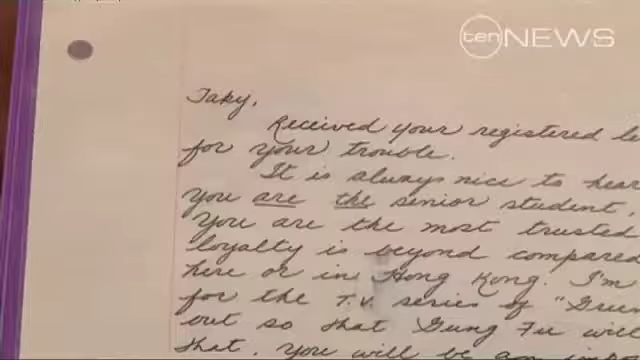 ten NEWS
Taky,
Received your registered le
for your trouble.
It is always nice to hear
you are the senior student,
You are the most trusted
loyalty is beyond compared
here or in Hong Kong. I'm
for the T.V. series of "
out so that Gung Fu will
that, you will be an